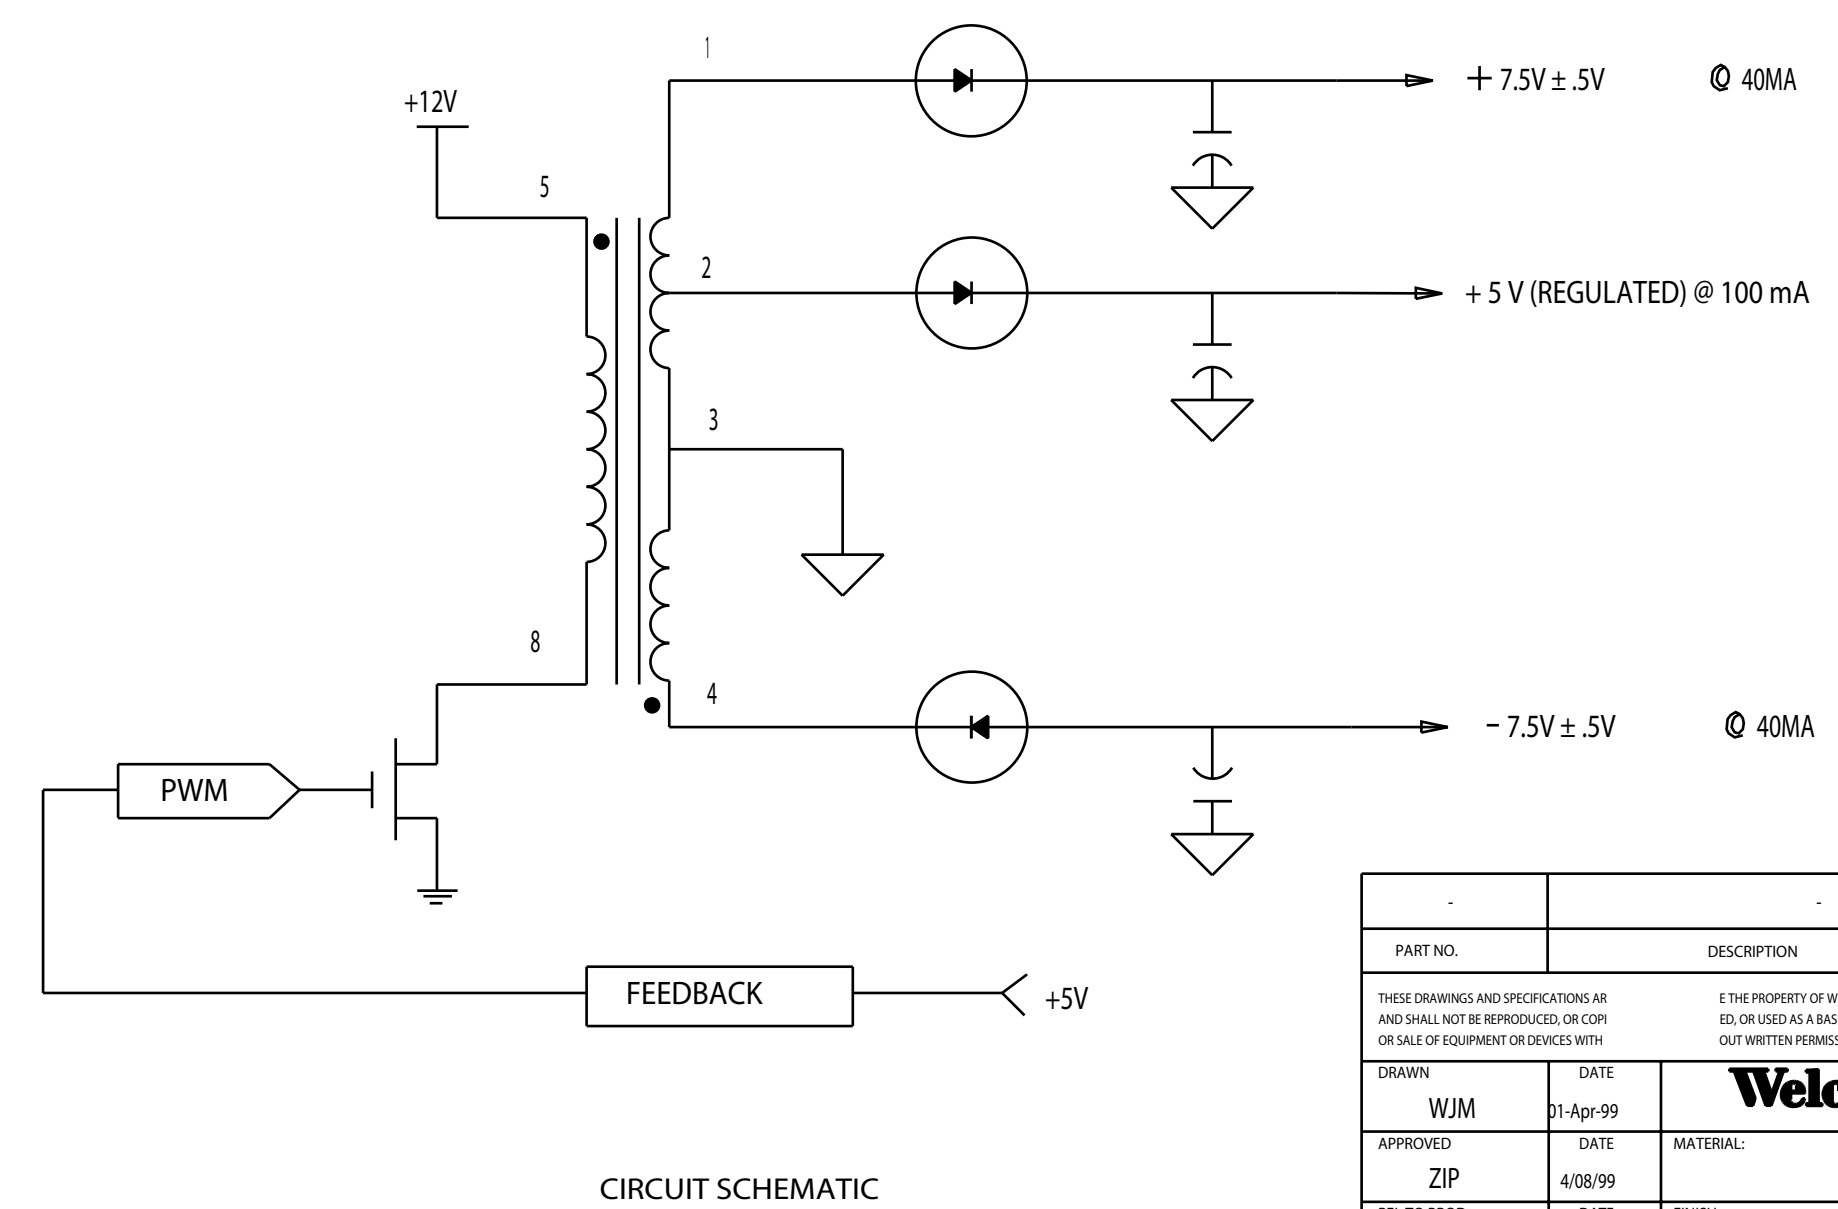 1
+ 7.5V ± .5V @ 40MA
+12V
5
2
+ 5 V (REGULATED) @ 100 mA
3
8
4
- 7.5V ± .5V @ 40MA
PWM
FEEDBACK
+5V
- -
PART NO. DESCRIPTION
THESE DRAWINGS AND SPECIFICATIONS AR E THE PROPERTY OF W
AND SHALL NOT BE REPRODUCED, OR COPI ED, OR USED AS A BAS
OR SALE OF EQUIPMENT OR DEVICES WITH OUT WRITTEN PERMISS
DRAWN DATE
WJM 01-Apr-99 Welc
APPROVED DATE MATERIAL:
ZIP 4/08/99
CIRCUIT SCHEMATIC